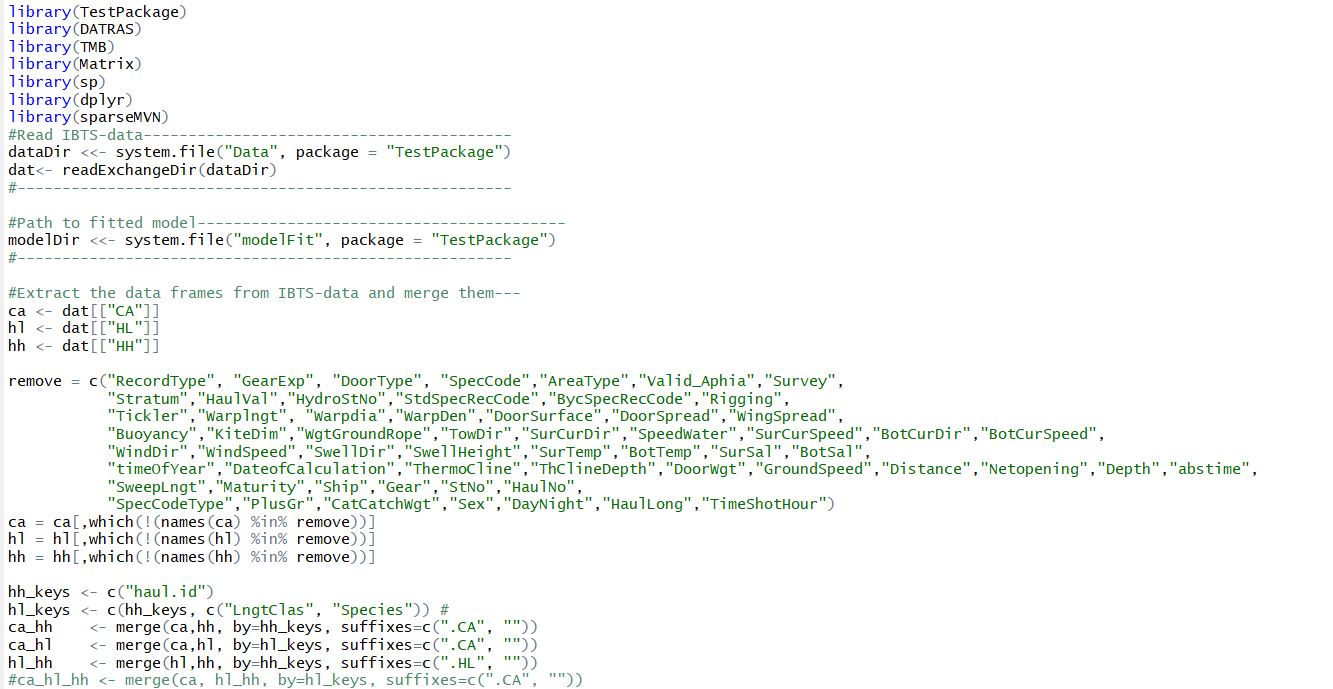 library(TestPackage)
library(DATRAS)
library(TMB)
library(Matrix)
library(sp)
library(dplyr)
library(sparseMVN)
#Read IBTS-data-----------------------------------------
dataDir <<- system.file("Data", package = "TestPackage")
dat<- readExchangeDir(dataDir)
#-------------------------------------------------------

#Path to fitted model-----------------------------------------
modelDir <<- system.file("modelFit", package = "TestPackage")
#-------------------------------------------------------

#Extract the data frames from IBTS-data and merge them---
ca <- dat[["CA"]]
hl <- dat[["HL"]]
hh <- dat[["HH"]]

remove = c("RecordType", "GearExp", "DoorType", "SpecCode","AreaType","Valid_Aphia","Survey",
           "Stratum","HaulVal","HydroStNo","StdSpecRecCode","BycSpecRecCode","Rigging",
           "Tickler","Warplngt", "Warpdia","WarpDen","DoorSurface","DoorSpread","WingSpread",
           "Buoyancy","KiteDim","WgtGroundRope","TowDir","SurCurDir","SpeedWater","SurCurSpeed","BotCurDir","BotCurSpeed",
           "WindDir","WindSpeed","SwellDir","SwellHeight","SurTemp","BotTemp","SurSal","BotSal",
           "timeOfYear","DateofCalculation","ThermoCline","ThClineDepth","DoorWgt","GroundSpeed","Distance","Netopening","Depth","abstime",
           "SweepLngt","Maturity","Ship","Gear","StNo","HaulNo",
           "SpecCodeType","PlusGr","CatCatchWgt","Sex","DayNight","HaulLong","TimeShotHour")
ca = ca[,which(!(names(ca) %in% remove))]
hl = hl[,which(!(names(hl) %in% remove))]
hh = hh[,which(!(names(hh) %in% remove))]

hh_keys <- c("haul.id")
hl_keys <- c(hh_keys, c("LngtClas", "Species")) #
ca_hh    <- merge(ca,hh, by=hh_keys, suffixes=c(".CA", ""))
ca_hl    <- merge(ca,hl, by=hl_keys, suffixes=c(".CA", ""))
hl_hh    <- merge(hl,hh, by=hh_keys, suffixes=c(".HL", ""))
#ca_hl_hh <- merge(ca, hl_hh, by=hl_keys, suffixes=c(".CA", ""))